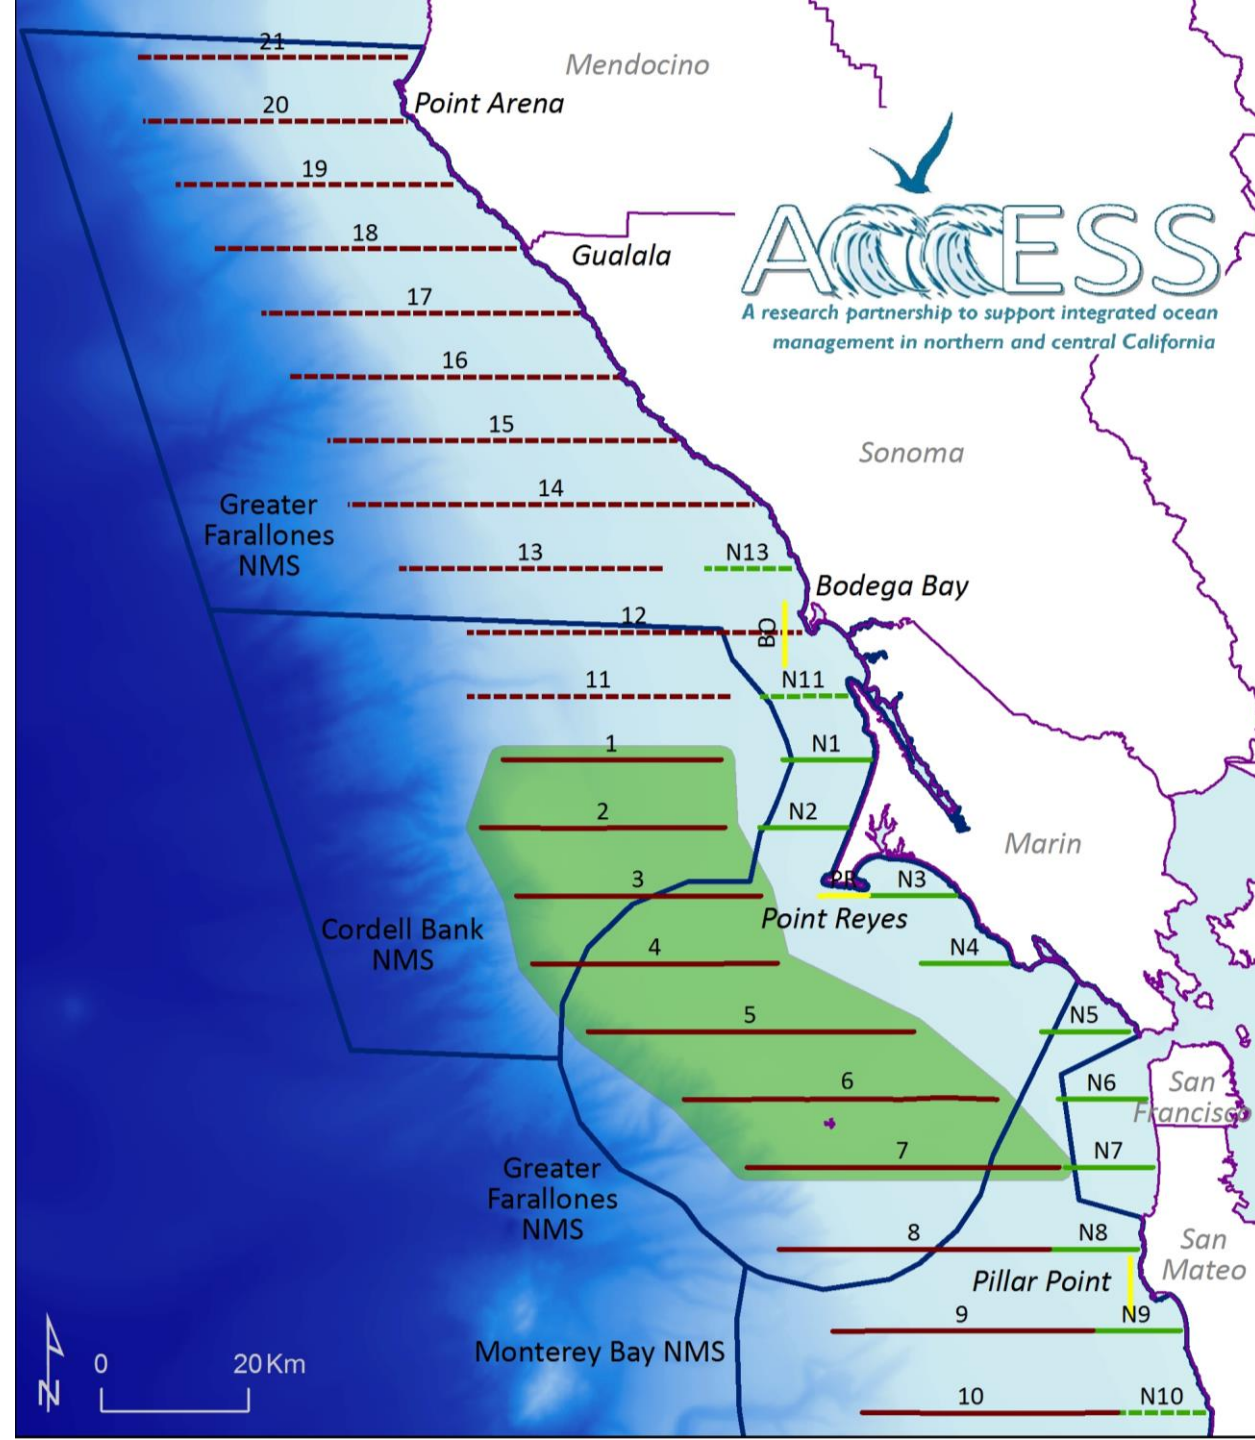 21
Mendocino
20
Point Arena
19
18
Gualala
ACCESS
A research partnership to support integrated ocean
management in northern and central California
17
16
15
Sonoma
14
Greater
Farallones
NMS
13
N13
Bodega Bay
12
BO
11
N11
1
N1
2
N2
Marin
3
PR
N3
Point Reyes
Cordell Bank
NMS
4
N4
5
N5
6
N6
San
Francisco
7
N7
Greater
Farallones
NMS
8
N8
San
Mateo
Pillar Point
9
N9
Monterey Bay NMS
N
0
20 Km
10
N10